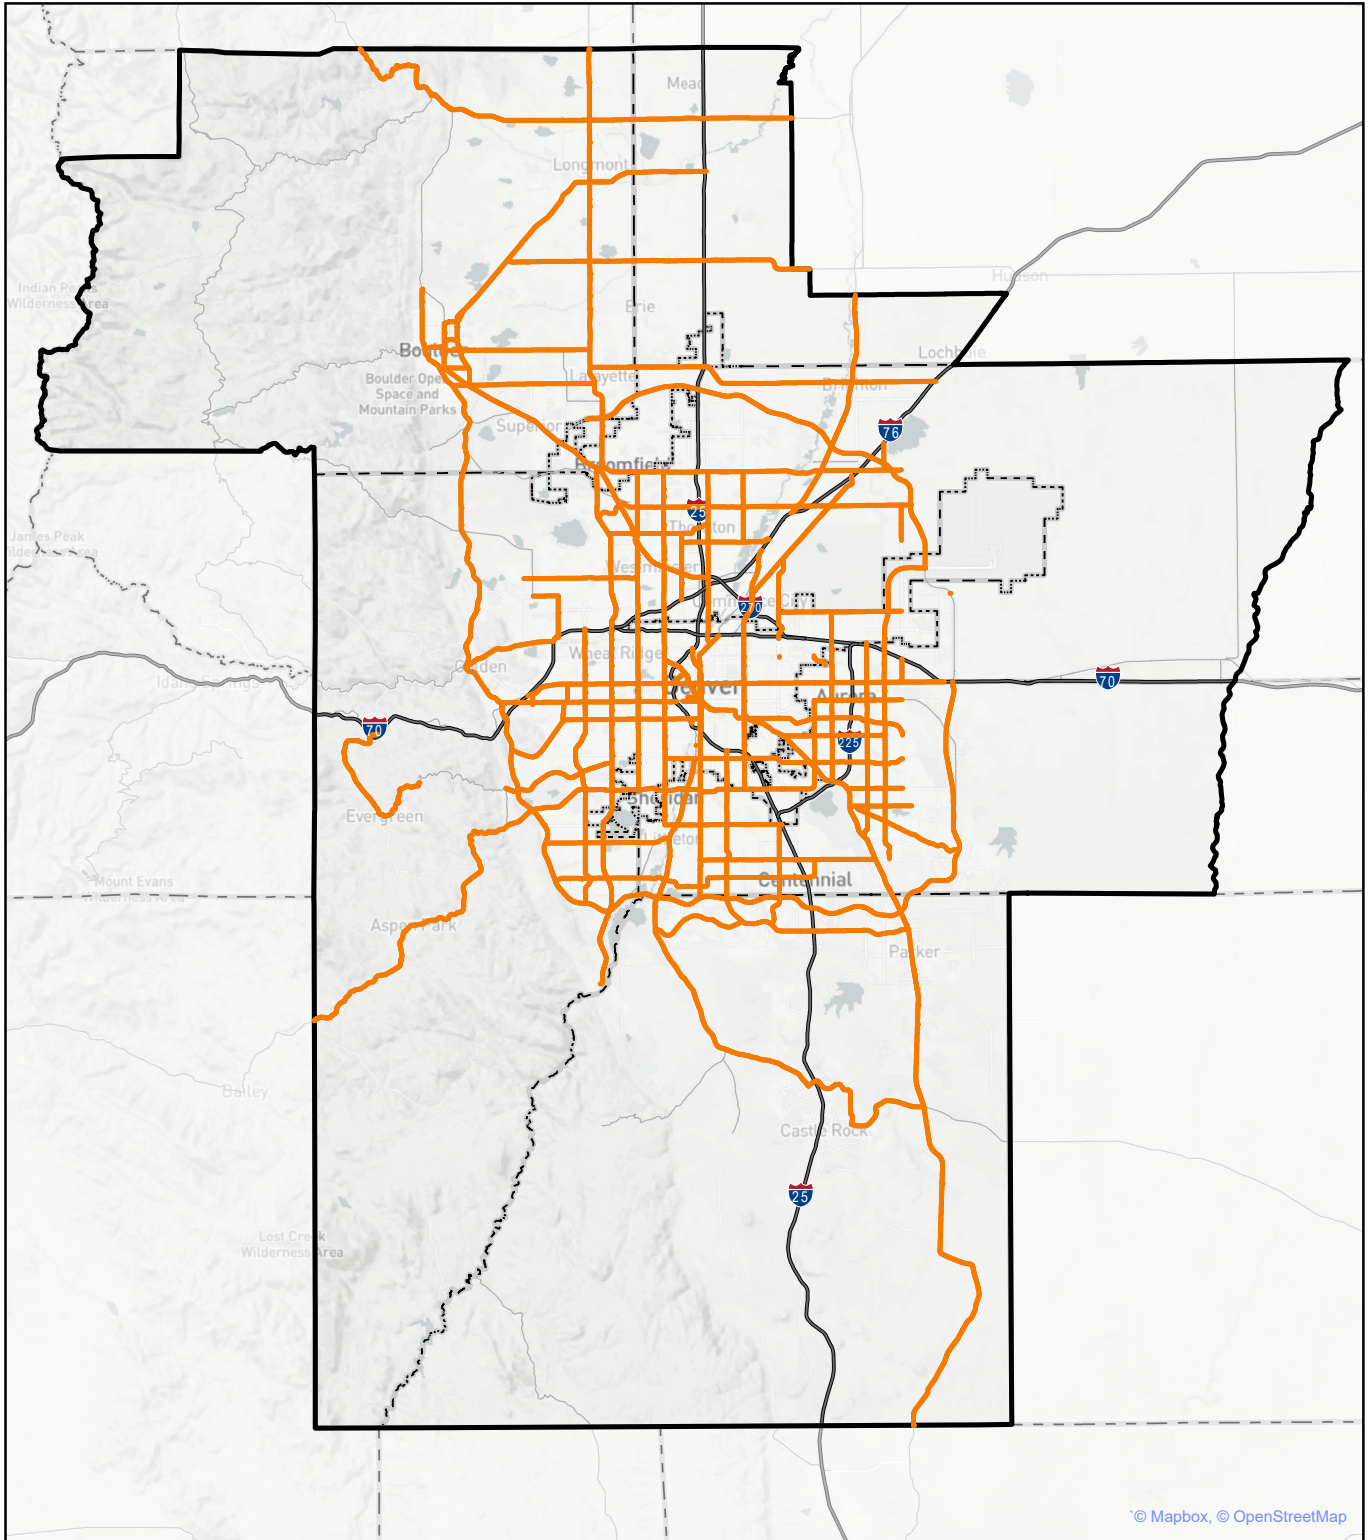 Mead
Longmont
Indian Peaks
Wilderness Area
Hudson
Erie
Boulder
Lochbuie
Lafayette
Brighton
Boulder Open
Space and
Mountain Parks
Superior
76
Broomfield
25
Thornton
James Peak
Wilderness Area
Westminster
Commerce City
270
Wheat Ridge
Golden
Idaho Springs
70
Denver
Aurora
70
225
Sheridan
Evergreen
Littleton
Centennial
Mount Evans
Wilderness Area
Aspen Park
Parker
Bailey
Castle Rock
25
Lost Creek
Wilderness Area
`© Mapbox, © OpenStreetMap